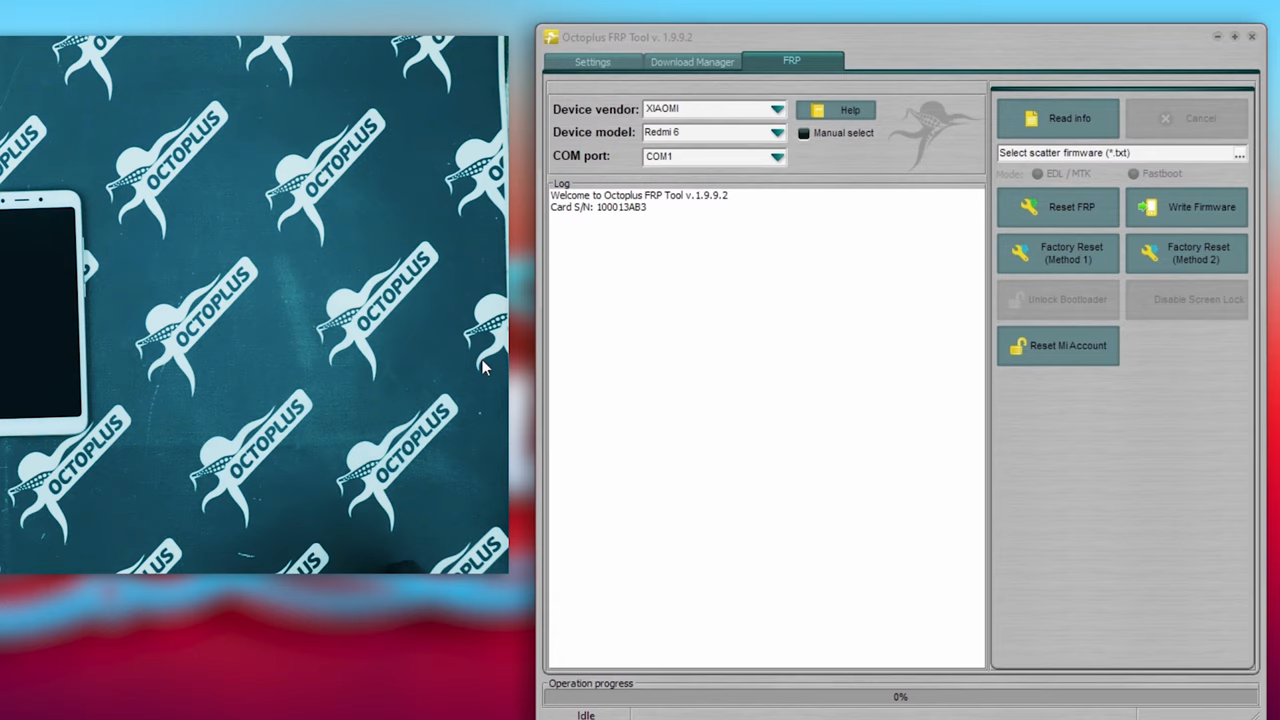 OCTOPLUS
OCTOPLUS
OCTOPLUS
OCTOPLUS
OCTOPLUS
OCTOPLUS
OCTOPLUS
Octoplus FRP Tool v. 1.9.9.2
Settings
Download Manager
FRP
Device vendor:
XIAOMI
Help
Device model:
Redmi 6
Manual select
COM port:
COM1
Log
Welcome to Octoplus FRP Tool v.1.9.9.2
Card S/N: 100013AB3
Read info
Cancel
Select scatter firmware (*.txt)
...
Mode:
EDL / MTK
Fastboot
Reset FRP
Write Firmware
Factory Reset
(Method 1)
Factory Reset
(Method 2)
Unlock Bootloader
Disable Screen Lock
Reset Mi Account
Operation progress
0%
Idle